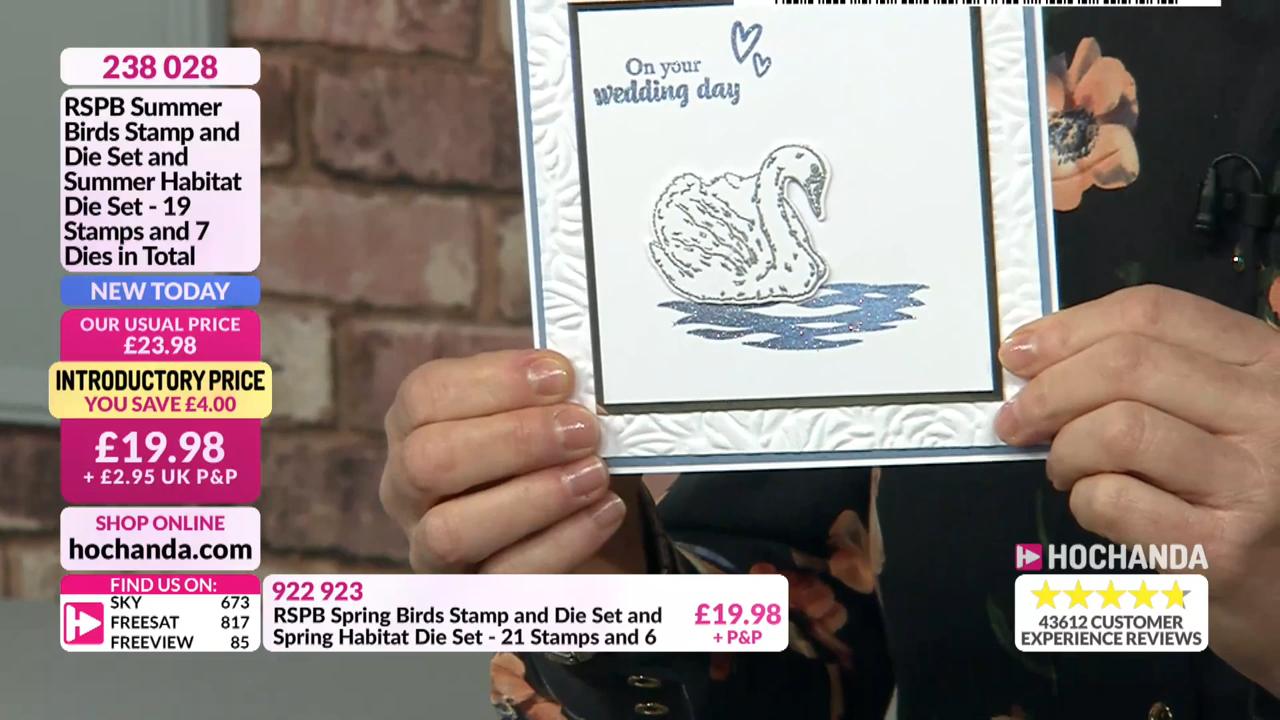 238 028
RSPB Summer
Birds Stamp and
Die Set and
Summer Habitat
Die Set - 19
Stamps and 7
Dies in Total
NEW TODAY
OUR USUAL PRICE
£23.98
INTRODUCTORY PRICE
YOU SAVE £4.00
£19.98
+ £2.95 UK P&P
SHOP ONLINE
hochanda.com
FIND US ON:
SKY 673
FREESAT 817
FREEVIEW 85
922 923
RSPB Spring Birds Stamp and Die Set and
Spring Habitat Die Set - 21 Stamps and 6
£19.98
+ P&P
On your
wedding day
HOCHANDA
43612 CUSTOMER
EXPERIENCE REVIEWS